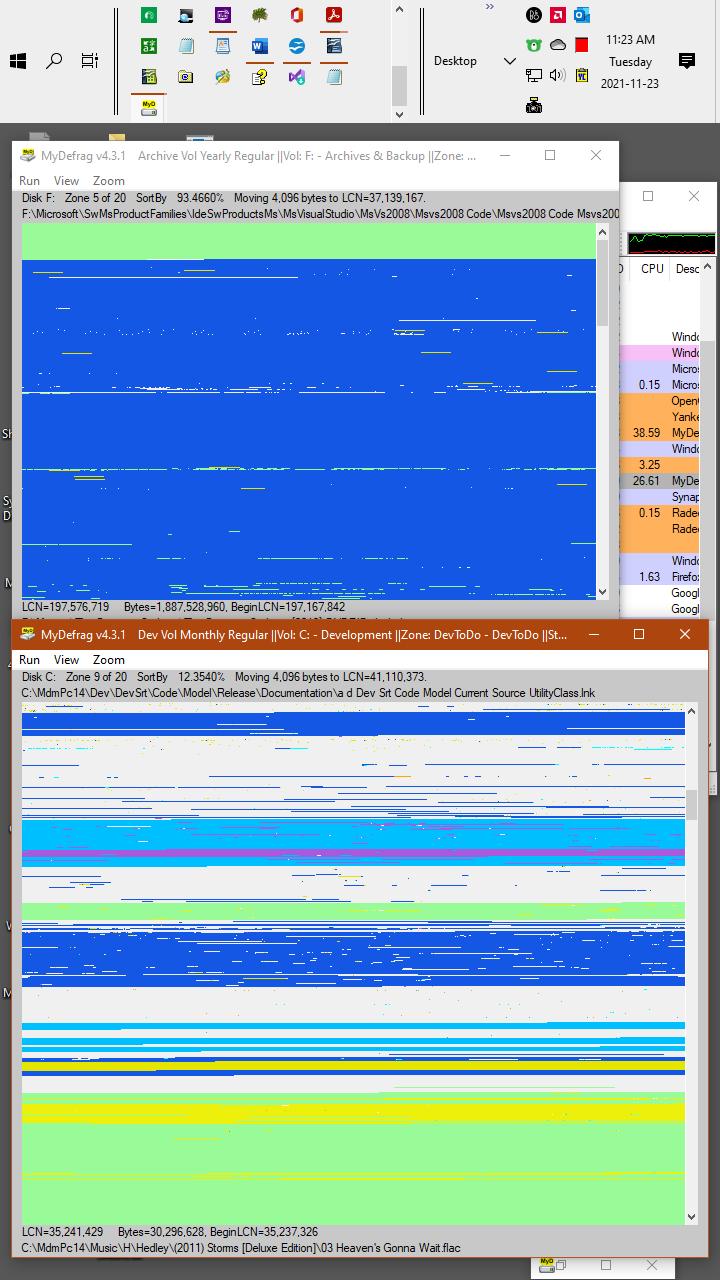 11:23 AM
Desktop
Tuesday
2021-11-23
MyDefrag v4.3.1 Archive Vol Yearly Regular ||Vol: F: - Archives & Backup ||Zone: ...
Run View Zoom
Disk F: Zone 5 of 20 SortBy 93.4660% Moving 4,096 bytes to LCN=37,139,167.
F:\Microsoft\SwMsProductFamilies\IdeSwProductsMs\MsVisualStudio\MsVs2008\Msvs2008 Code\Msvs2008 Code Msvs200
CPU Desc
Windo
Windo
Micros
0.15 Micros
Open
Yanke
38.59 MyDe
Windo
3.25
26.61 MyDe
Synap
0.15 Radeo
Radeo
Windo
1.63 Firefo
Googl
Googl
LCN=197,576,719 Bytes=1,887,528,960, BeginLCN=197,167,842
MyDefrag v4.3.1 Dev Vol Monthly Regular ||Vol: C: - Development ||Zone: DevToDo - DevToDo ||St...
Run View Zoom
Disk C: Zone 9 of 20 SortBy 12.3540% Moving 4,096 bytes to LCN=41,110,373.
C:\MdmPc14\Dev\DevSrt\Code\Model\Release\Documentation\a d Dev Srt Code Model Current Source UtilityClass.lnk
LCN=35,241,429 Bytes=30,296,628, BeginLCN=35,237,326
C:\MdmPc14\Music\H\Hedley\(2011) Storms [Deluxe Edition]\03 Heaven's Gonna Wait.flac